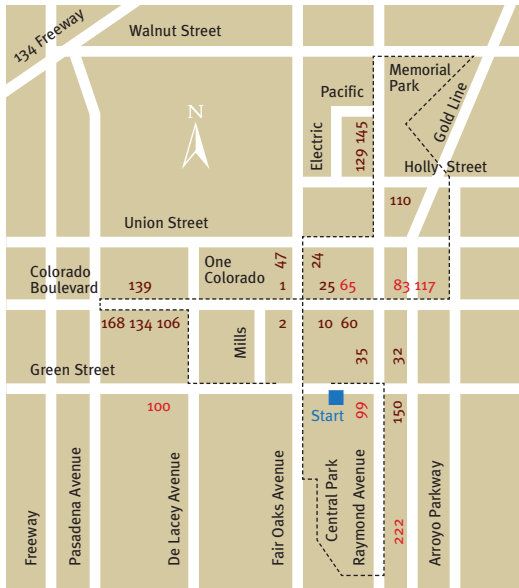 134 Freeway
Walnut Street
Memorial
Park
Pacific
Gold Line
N
Electric
129 145
Holly Street
110
Union Street
Colorado
Boulevard
One
Colorado
47
24
139
1
25 65
83 117
168 134 106
Mills
2
10 60
35
32
Green Street
100
Start
99
150
Freeway
Pasadena Avenue
De Lacey Avenue
Fair Oaks Avenue
Central Park
Raymond Avenue
222
Arroyo Parkway